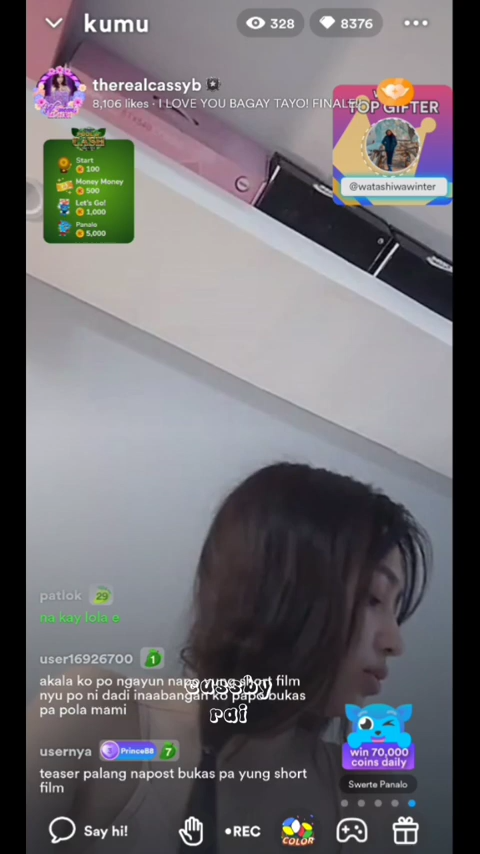 kumu
328
8376
therealcassyb
8,106 likes · I LOVE YOU BAGAY TAYO! FINALE!!
TOP GIFTER
@watashiwawinter
Start
100
Money Money
500
Let's Go!
1,000
Panalo
5,000
patlok 29
na kay lola e
user16926700 1
akala ko po ngayun napo yung short film
nyu po ni dadi inaabangan ko papo bukas
pa pola mami
cassby
rai
usernya Prince88 7
teaser palang napost bukas pa yung short
film
win 70,000
coins daily
Swerte Panalo
Say hi!
•REC
COLOR